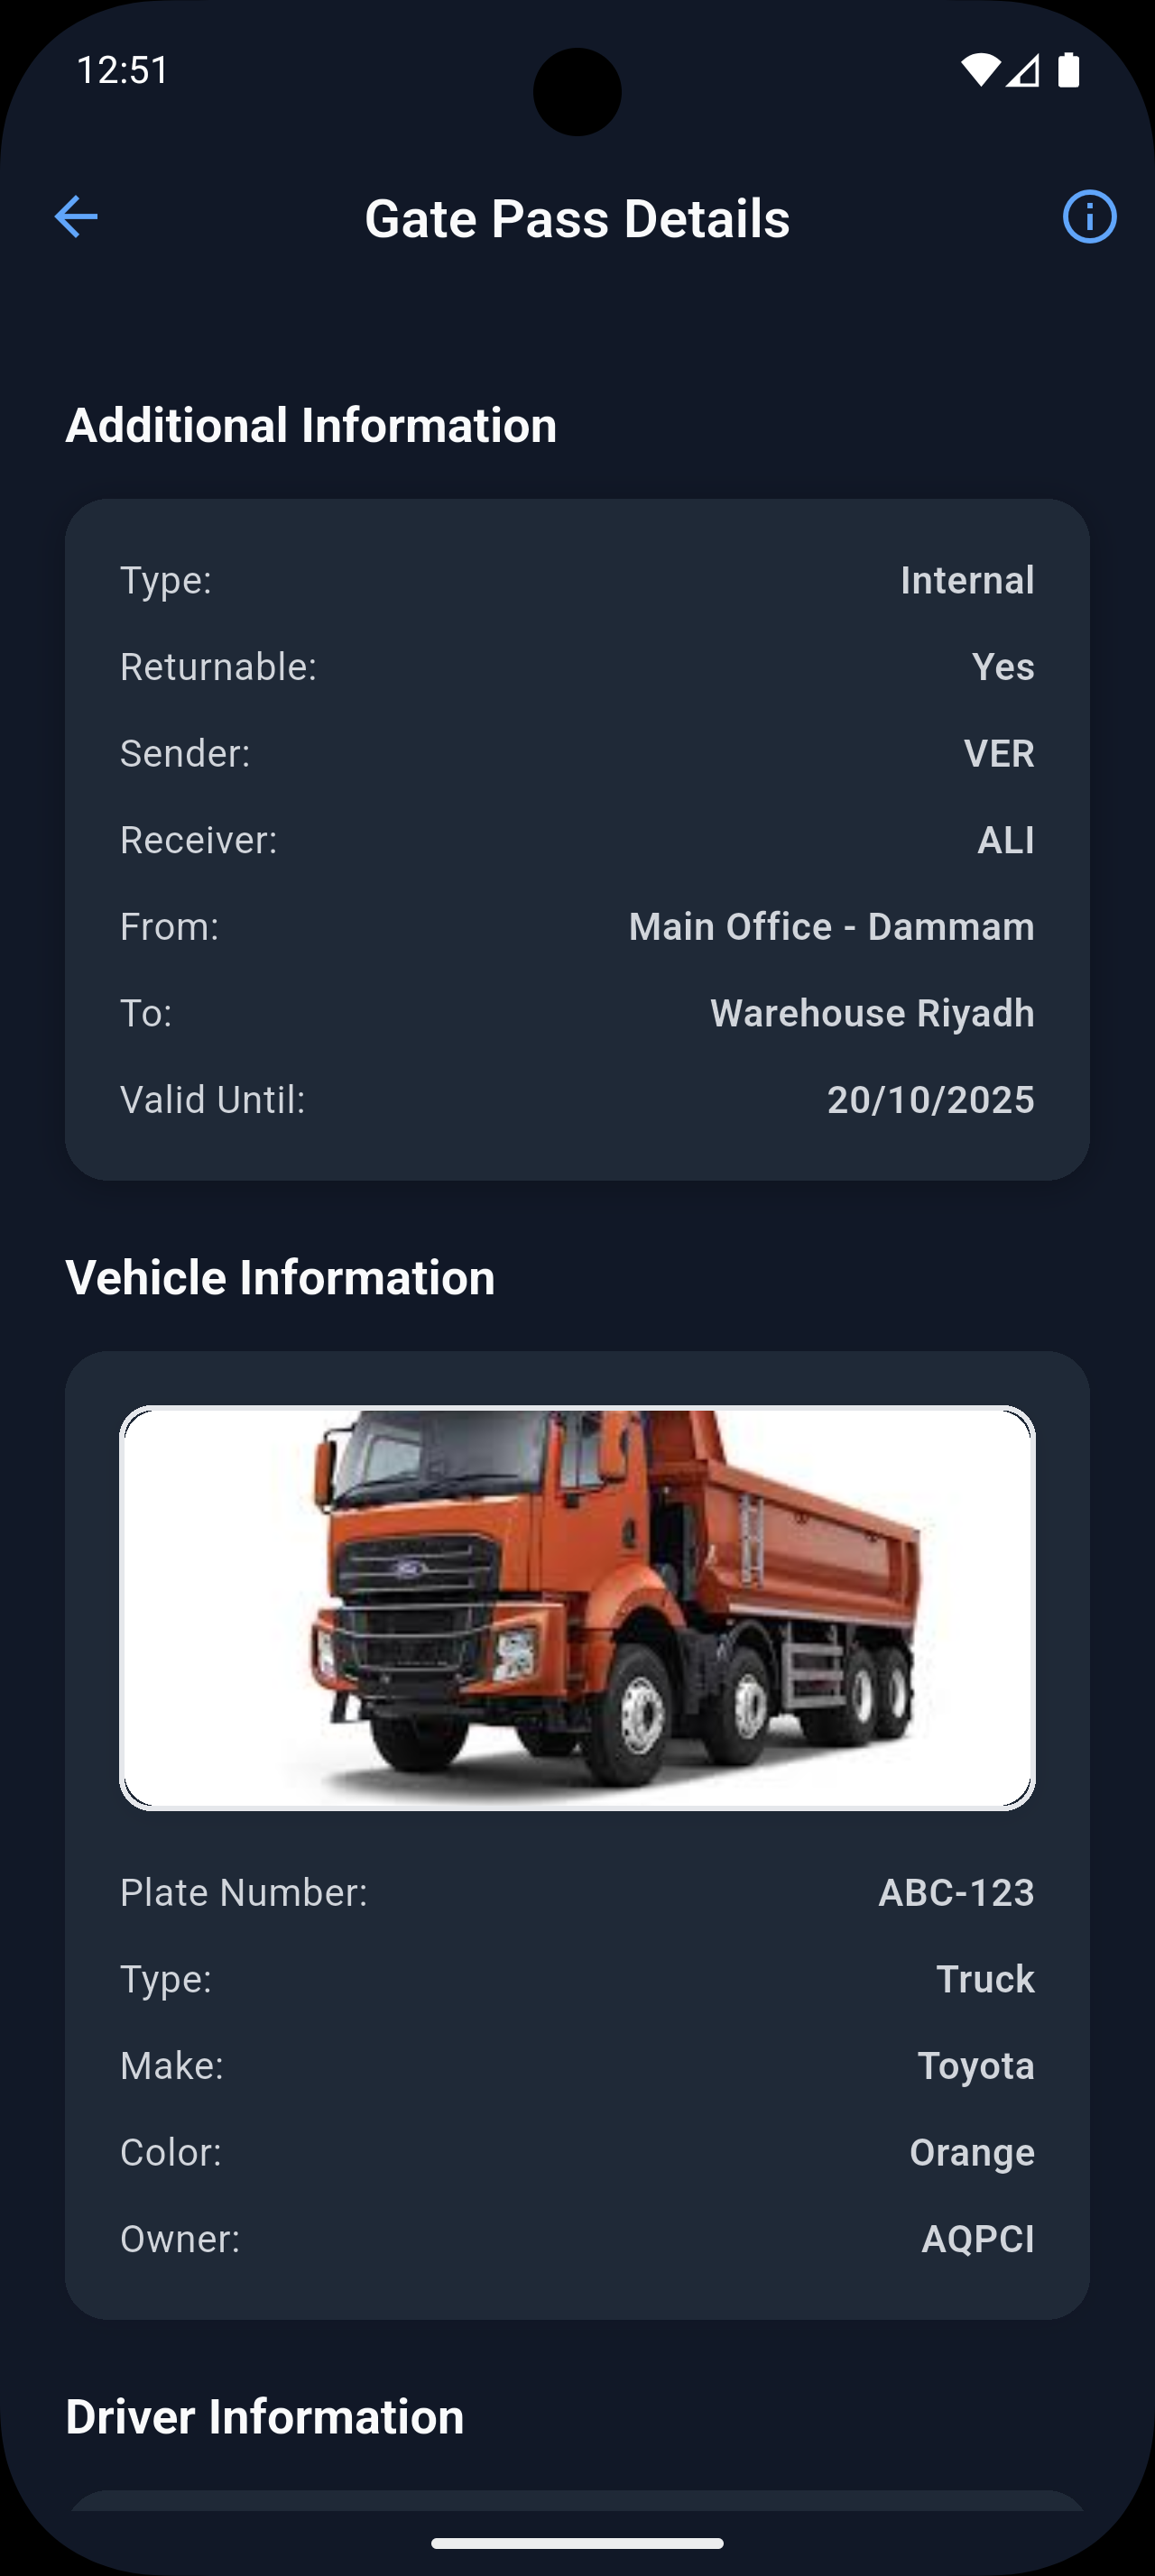 12:51
Gate Pass Details
Additional Information
Type: Internal
Returnable: Yes
Sender: VER
Receiver: ALI
From: Main Office - Dammam
To: Warehouse Riyadh
Valid Until: 20/10/2025
Vehicle Information
Ford
Plate Number: ABC-123
Type: Truck
Make: Toyota
Color: Orange
Owner: AQPCI
Driver Information